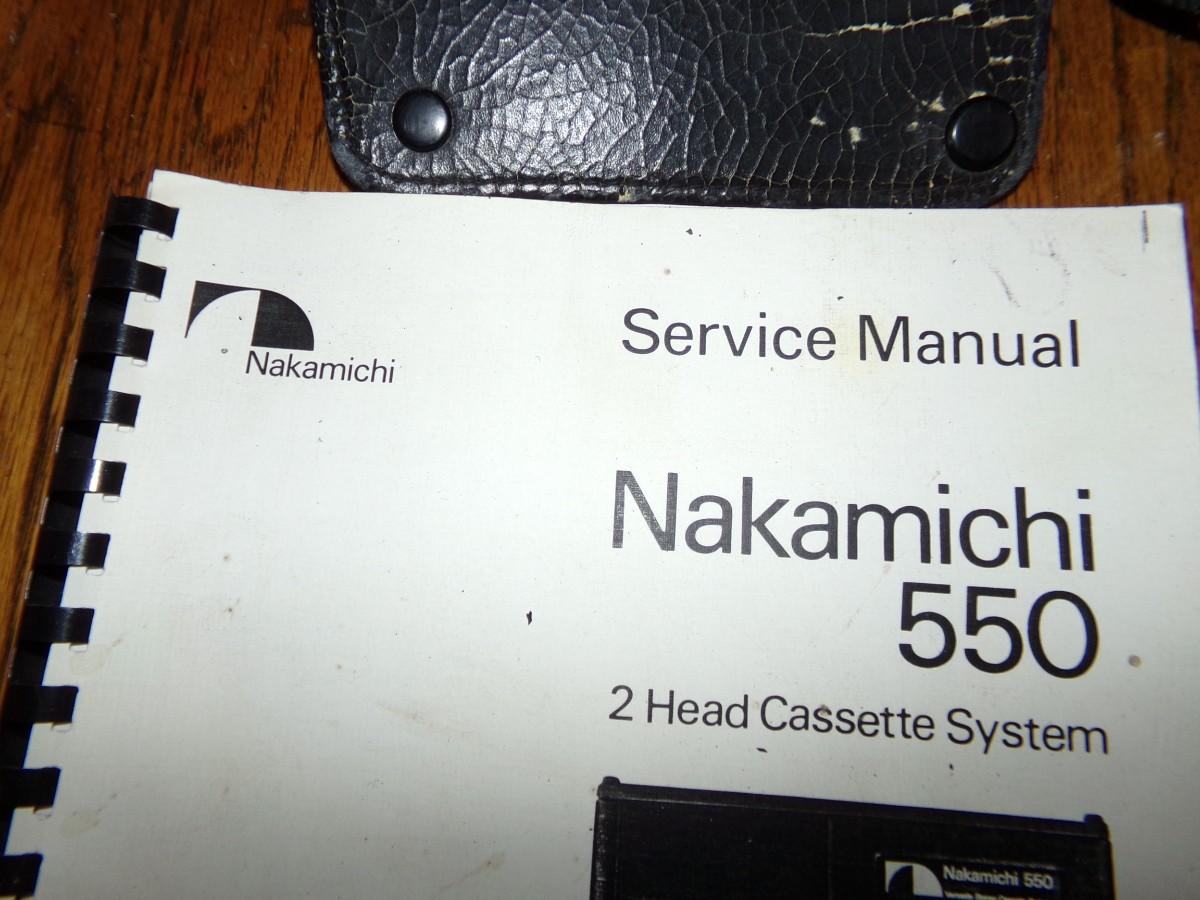 Nakamichi
Service Manual
Nakamichi
550
2 Head Cassette System
Nakamichi 550